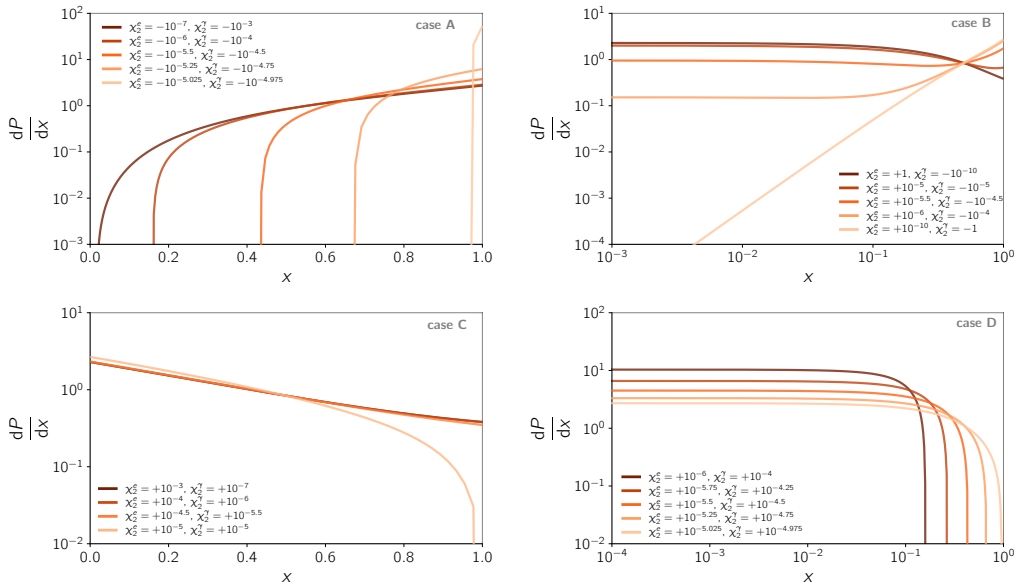 case A
χ₂ᵉ = −10⁻⁷, χ₂ᵞ = −10⁻³
χ₂ᵉ = −10⁻⁶, χ₂ᵞ = −10⁻⁴
χ₂ᵉ = −10⁻⁵·⁵, χ₂ᵞ = −10⁻⁴·⁵
χ₂ᵉ = −10⁻⁵·²⁵, χ₂ᵞ = −10⁻⁴·⁷⁵
χ₂ᵉ = −10⁻⁵·⁰²⁵, χ₂ᵞ = −10⁻⁴·⁹⁷⁵
10²
10¹
10⁰
10⁻¹
10⁻²
10⁻³
dP
dx
0.0 0.2 0.4 0.6 0.8 1.0
x
case B
10²
10¹
10⁰
10⁻¹
10⁻²
10⁻³
10⁻⁴
dP
dx
χ₂ᵉ = +1, χ₂ᵞ = −10⁻¹⁰
χ₂ᵉ = +10⁻⁵, χ₂ᵞ = −10⁻⁵
χ₂ᵉ = +10⁻⁵·⁵, χ₂ᵞ = −10⁻⁴·⁵
χ₂ᵉ = +10⁻⁶, χ₂ᵞ = −10⁻⁴
χ₂ᵉ = +10⁻¹⁰, χ₂ᵞ = −1
10⁻³ 10⁻² 10⁻¹ 10⁰
x
case C
10¹
10⁰
10⁻¹
10⁻²
dP
dx
χ₂ᵉ = +10⁻³, χ₂ᵞ = +10⁻⁷
χ₂ᵉ = +10⁻⁴, χ₂ᵞ = +10⁻⁶
χ₂ᵉ = +10⁻⁴·⁵, χ₂ᵞ = +10⁻⁵·⁵
χ₂ᵉ = +10⁻⁵, χ₂ᵞ = +10⁻⁵
0.0 0.2 0.4 0.6 0.8 1.0
x
case D
10²
10¹
10⁰
10⁻¹
10⁻²
dP
dx
χ₂ᵉ = +10⁻⁶, χ₂ᵞ = +10⁻⁴
χ₂ᵉ = +10⁻⁵·⁷⁵, χ₂ᵞ = +10⁻⁴·²⁵
χ₂ᵉ = +10⁻⁵·⁵, χ₂ᵞ = +10⁻⁴·⁵
χ₂ᵉ = +10⁻⁵·²⁵, χ₂ᵞ = +10⁻⁴·⁷⁵
χ₂ᵉ = +10⁻⁵·⁰²⁵, χ₂ᵞ = +10⁻⁴·⁹⁷⁵
10⁻⁴ 10⁻³ 10⁻² 10⁻¹ 10⁰
x